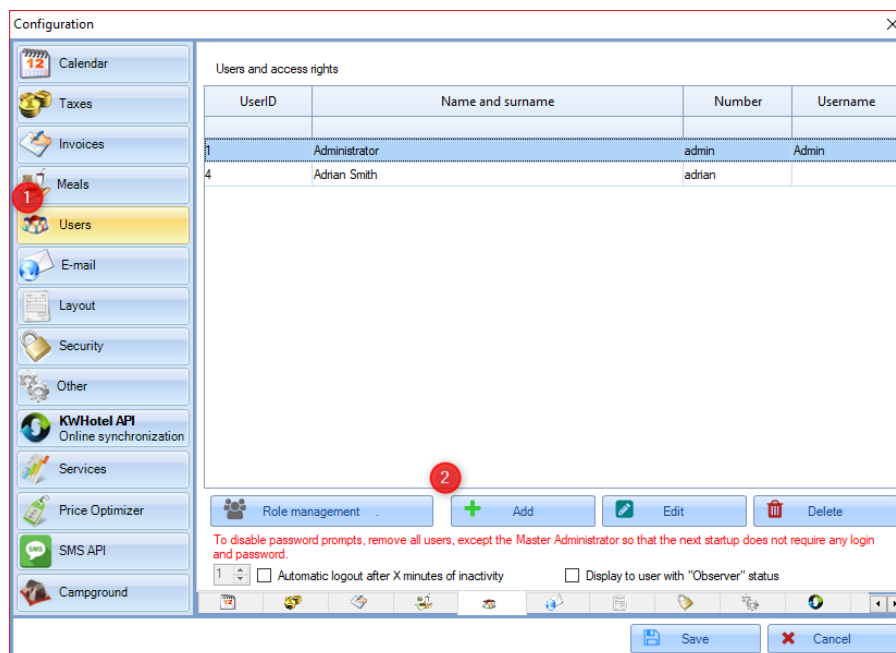 Configuration
Calendar
Taxes
Invoices
Meals
1
Users
E-mail
Layout
Security
Other
KWHotel API
Online synchronization
Services
Price Optimizer
SMS
SMS API
Campground
Users and access rights
UserID Name and surname Number Username
1 Administrator admin Admin
4 Adrian Smith adrian
2
Role management . Add Edit Delete
To disable password prompts, remove all users, except the Master Administrator so that the next startup does not require any login
and password.
1 Automatic logout after X minutes of inactivity Display to user with "Observer" status
Save Cancel